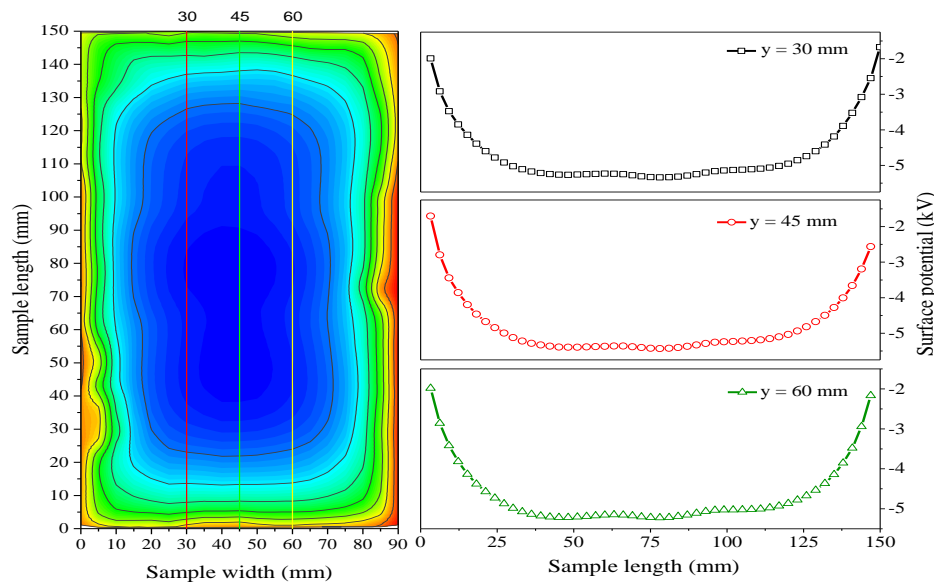 30 45 60
150
140
130
120
110
100
90
80
70
60
50
40
30
20
10
0
Sample length (mm)
0 10 20 30 40 50 60 70 80 90
Sample width (mm)
y = 30 mm
-2
-3
-4
-5
y = 45 mm
-2
-3
-4
-5
y = 60 mm
-2
-3
-4
-5
Surface potential (kV)
0 25 50 75 100 125 150
Sample length (mm)